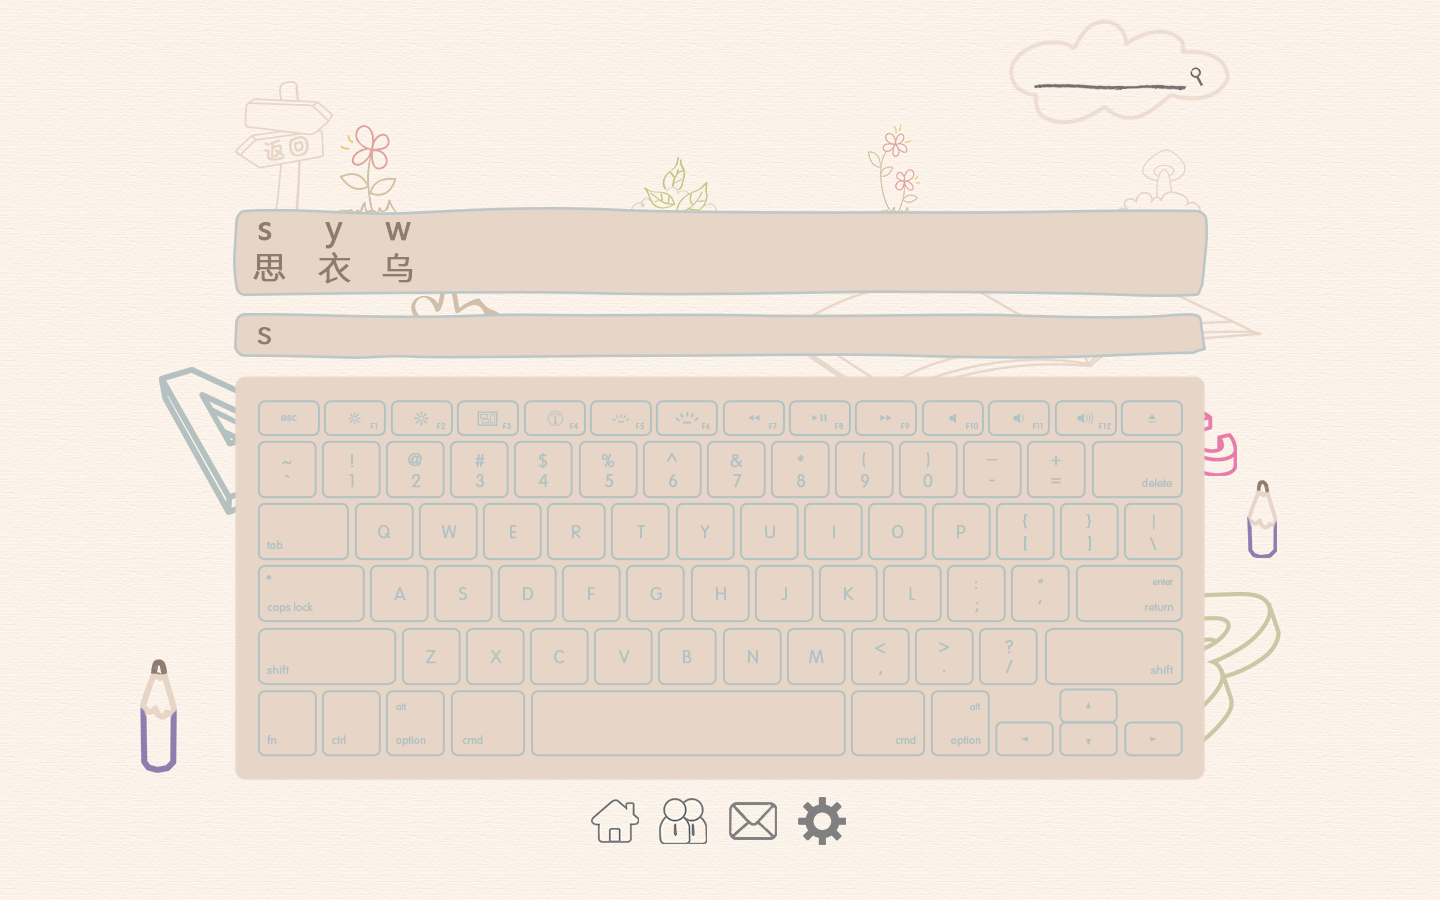 返回
s y w
思 衣 乌
s
esc F1 F2 F3 F4 F5 F6 F7 F8 F9 F10 F11 F12
~ ! @ # $ % ^ & * ( ) — +
` 1 2 3 4 5 6 7 8 9 0 - = delete
tab Q W E R T Y U I O P { [ } ] | \
caps lock A S D F G H J K L : ; " ' enter return
shift Z X C V B N M < , > . ? / shift
fn ctrl alt option cmd cmd alt option